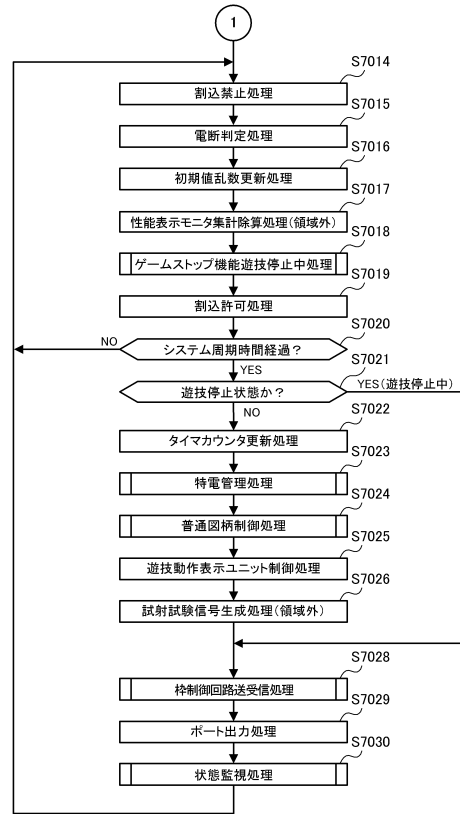 1
S7014
割込禁止処理
S7015
電断判定処理
S7016
初期値乱数更新処理
S7017
性能表示モニタ集計除算処理(領域外)
S7018
ゲームストップ機能遊技停止中処理
S7019
割込許可処理
S7020
NO
システム周期時間経過?
YES
S7021
遊技停止状態か?
YES(遊技停止中)
NO
S7022
タイマカウンタ更新処理
S7023
特電管理処理
S7024
普通図柄制御処理
S7025
遊技動作表示ユニット制御処理
S7026
試射試験信号生成処理(領域外)
S7028
枠制御回路送受信処理
S7029
ポート出力処理
S7030
状態監視処理